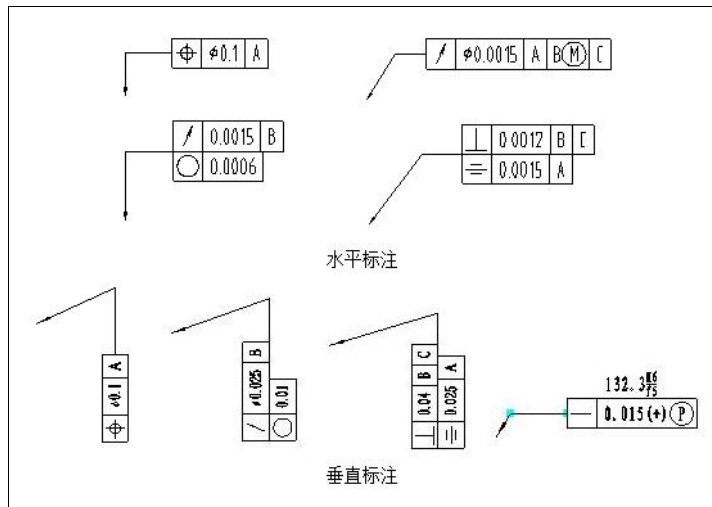 ⌖ φ0.1 A
↗ φ0.0015 A BⓂ C
↗ 0.0015 B
○ 0.0006
⊥ 0.0012 B C
⌯ 0.0015 A
水平标注
⌖ φ0.1 A
/ φ0.025 B
○ 0.01
⊥ 0.04 B C
⌯ 0.025 A
132.3
— 0.015(+)Ⓟ
垂直标注